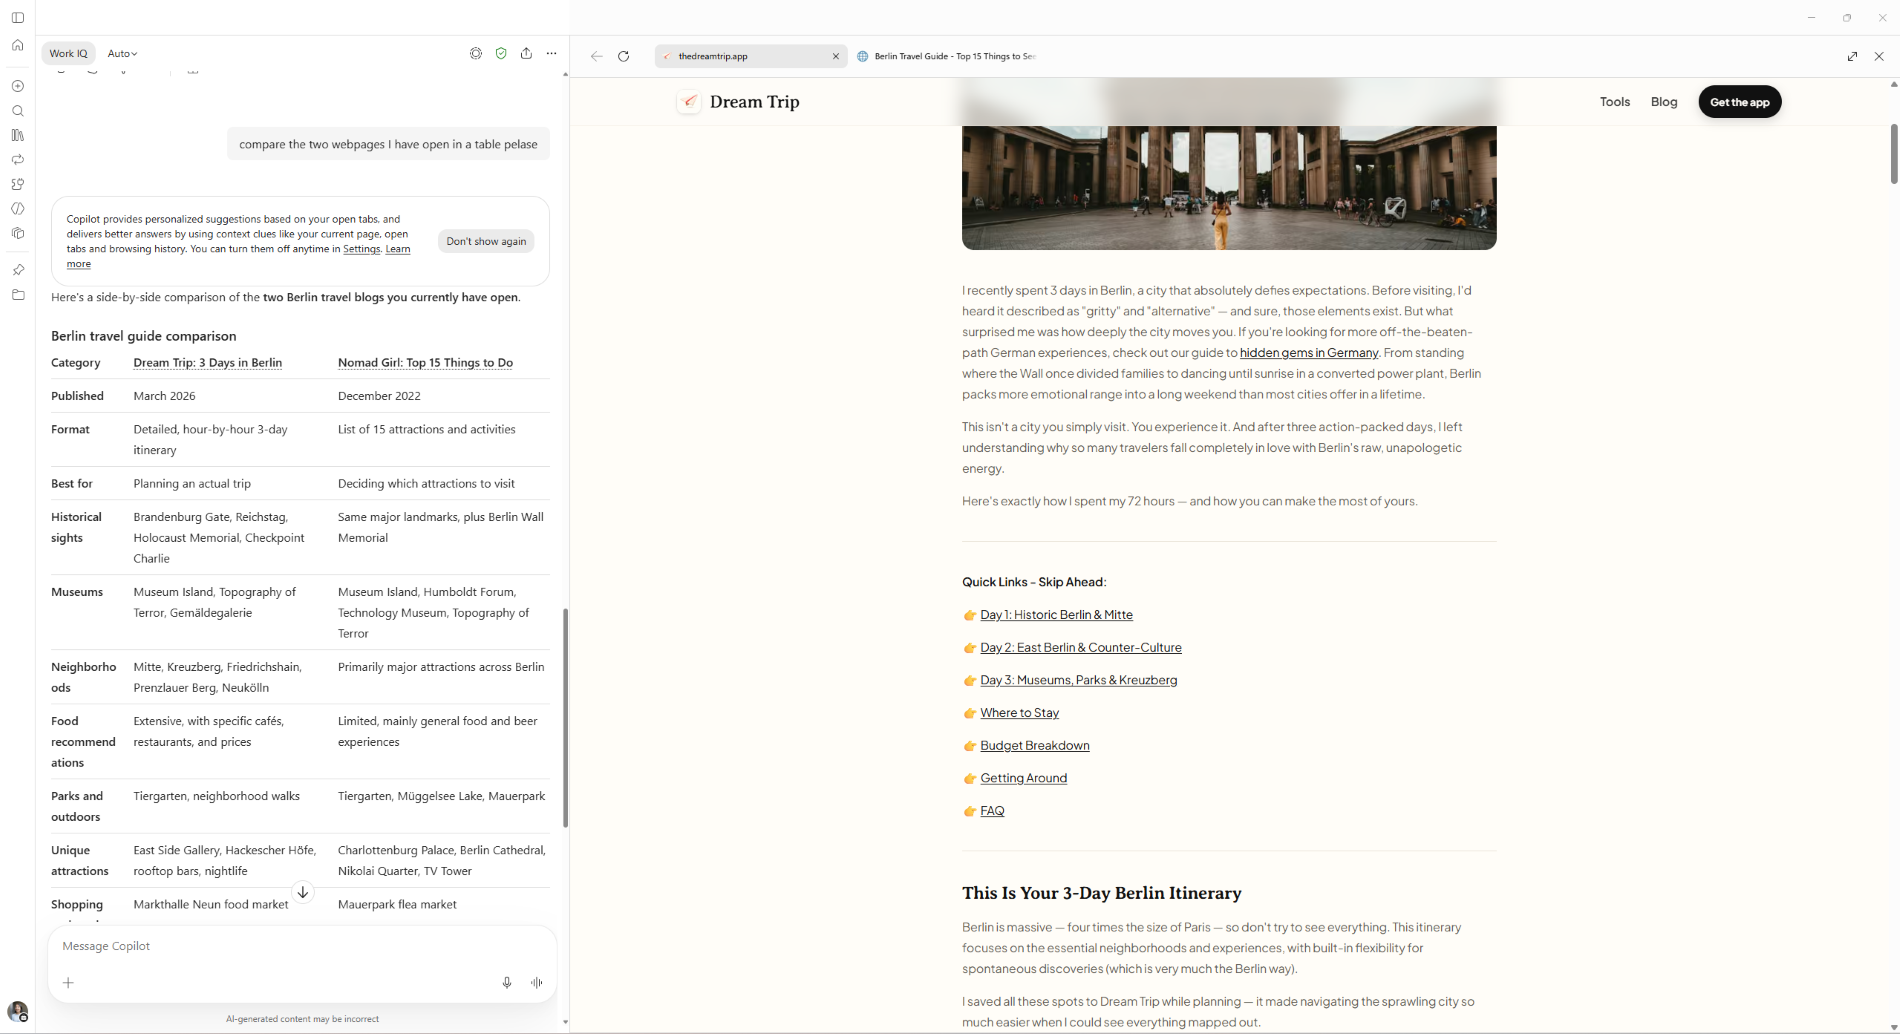 Work IQ
Auto
compare the two webpages I have open in a table pelase
Copilot provides personalized suggestions based on your open tabs, and
delivers better answers by using context clues like your current page, open
tabs and browsing history. You can turn them off anytime in Settings. Learn
more
Don't show again
Here's a side-by-side comparison of the two Berlin travel blogs you currently have open.
Berlin travel guide comparison
Category Dream Trip: 3 Days in Berlin Nomad Girl: Top 15 Things to Do
Published March 2026 December 2022
Format Detailed, hour-by-hour 3-day List of 15 attractions and activities
itinerary
Best for Planning an actual trip Deciding which attractions to visit
Historical Brandenburg Gate, Reichstag, Same major landmarks, plus Berlin Wall
sights Holocaust Memorial, Checkpoint Memorial
Charlie
Museums Museum Island, Topography of Museum Island, Humboldt Forum,
Terror, Gemäldegalerie Technology Museum, Topography of
Terror
Neighborho Mitte, Kreuzberg, Friedrichshain, Primarily major attractions across Berlin
ods Prenzlauer Berg, Neukölln
Food Extensive, with specific cafés, Limited, mainly general food and beer
recommend restaurants, and prices experiences
ations
Parks and Tiergarten, neighborhood walks Tiergarten, Müggelsee Lake, Mauerpark
outdoors
Unique East Side Gallery, Hackescher Höfe, Charlottenburg Palace, Berlin Cathedral,
attractions rooftop bars, nightlife Nikolai Quarter, TV Tower
Shopping Markthalle Neun food market Mauerpark flea market
Message Copilot
AI-generated content may be incorrect
thedreamtrip.app
Berlin Travel Guide - Top 15 Things to See
Dream Trip
Tools
Blog
Get the app
I recently spent 3 days in Berlin, a city that absolutely defies expectations. Before visiting, I'd
heard it described as "gritty" and "alternative" — and sure, those elements exist. But what
surprised me was how deeply the city moves you. If you're looking for more off-the-beaten-
path German experiences, check out our guide to hidden gems in Germany. From standing
where the Wall once divided families to dancing until sunrise in a converted power plant, Berlin
packs more emotional range into a long weekend than most cities offer in a lifetime.
This isn't a city you simply visit. You experience it. And after three action-packed days, I left
understanding why so many travelers fall completely in love with Berlin's raw, unapologetic
energy.
Here's exactly how I spent my 72 hours — and how you can make the most of yours.
Quick Links - Skip Ahead:
👉 Day 1: Historic Berlin & Mitte
👉 Day 2: East Berlin & Counter-Culture
👉 Day 3: Museums, Parks & Kreuzberg
👉 Where to Stay
👉 Budget Breakdown
👉 Getting Around
👉 FAQ
This Is Your 3-Day Berlin Itinerary
Berlin is massive — four times the size of Paris — so don't try to see everything. This itinerary
focuses on the essential neighborhoods and experiences, with built-in flexibility for
spontaneous discoveries (which is very much the Berlin way).
I saved all these spots to Dream Trip while planning — it made navigating the sprawling city so
much easier when I could see everything mapped out.